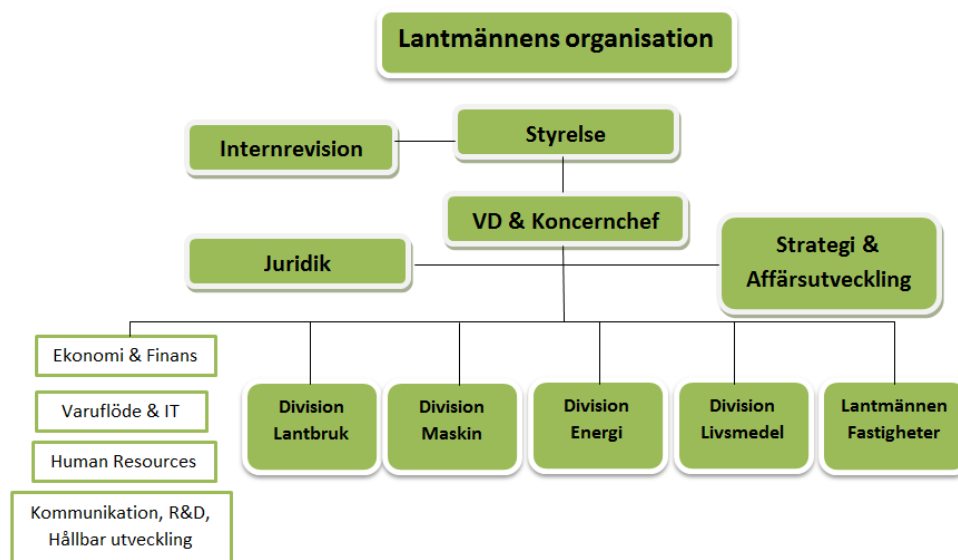 Lantmännens organisation
Internrevision
Styrelse
VD & Koncernchef
Juridik
Strategi &
Affärsutveckling
Ekonomi & Finans
Varuflöde & IT
Human Resources
Kommunikation, R&D,
Hållbar utveckling
Division
Lantbruk
Division
Maskin
Division
Energi
Division
Livsmedel
Lantmännen
Fastigheter